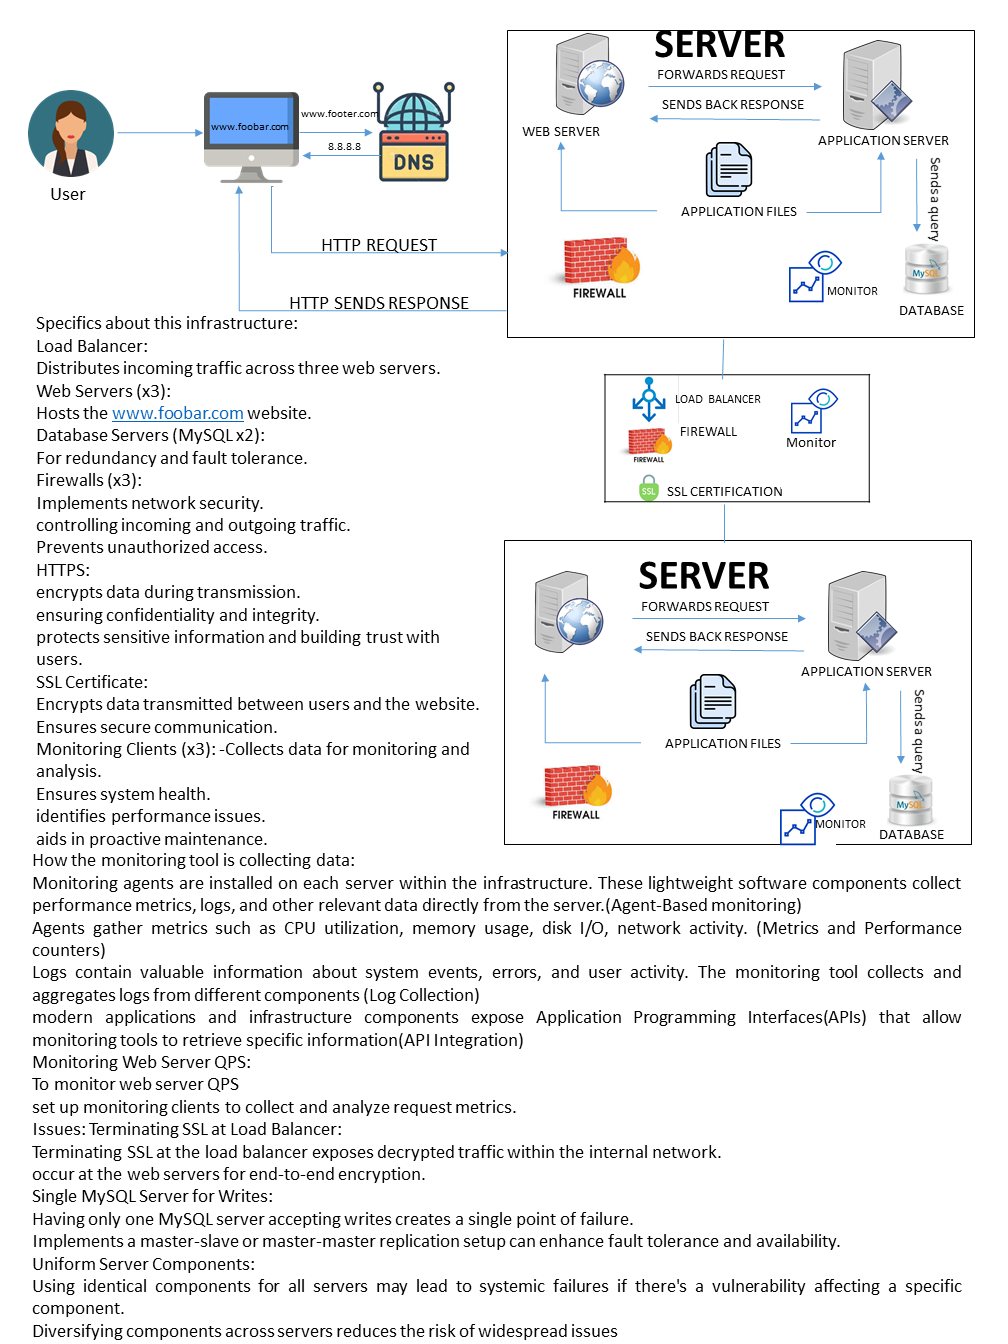 SERVER
FORWARDS REQUEST
SENDS BACK RESPONSE
WEB SERVER
APPLICATION SERVER
Sends a query
APPLICATION FILES
FIREWALL
MONITOR
MySQL
DATABASE
www.foobar.com
www.footer.com
8.8.8.8
DNS
User
HTTP REQUEST
HTTP SENDS RESPONSE
LOAD BALANCER
FIREWALL
FIREWALL
Monitor
SSL
SSL CERTIFICATION
SERVER
FORWARDS REQUEST
SENDS BACK RESPONSE
APPLICATION SERVER
Sends a query
APPLICATION FILES
FIREWALL
MONITOR
MySQL
DATABASE
Specifics about this infrastructure:
Load Balancer:
Distributes incoming traffic across three web servers.
Web Servers (x3):
Hosts the www.foobar.com website.
Database Servers (MySQL x2):
For redundancy and fault tolerance.
Firewalls (x3):
Implements network security.
controlling incoming and outgoing traffic.
Prevents unauthorized access.
HTTPS:
encrypts data during transmission.
ensuring confidentiality and integrity.
protects sensitive information and building trust with
users.
SSL Certificate:
Encrypts data transmitted between users and the website.
Ensures secure communication.
Monitoring Clients (x3): -Collects data for monitoring and
analysis.
Ensures system health.
identifies performance issues.
aids in proactive maintenance.
How the monitoring tool is collecting data:
Monitoring agents are installed on each server within the infrastructure. These lightweight software components collect
performance metrics, logs, and other relevant data directly from the server.(Agent-Based monitoring)
Agents gather metrics such as CPU utilization, memory usage, disk I/O, network activity. (Metrics and Performance
counters)
Logs contain valuable information about system events, errors, and user activity. The monitoring tool collects and
aggregates logs from different components (Log Collection)
modern applications and infrastructure components expose Application Programming Interfaces(APIs) that allow
monitoring tools to retrieve specific information(API Integration)
Monitoring Web Server QPS:
To monitor web server QPS
set up monitoring clients to collect and analyze request metrics.
Issues: Terminating SSL at Load Balancer:
Terminating SSL at the load balancer exposes decrypted traffic within the internal network.
occur at the web servers for end-to-end encryption.
Single MySQL Server for Writes:
Having only one MySQL server accepting writes creates a single point of failure.
Implements a master-slave or master-master replication setup can enhance fault tolerance and availability.
Uniform Server Components:
Using identical components for all servers may lead to systemic failures if there's a vulnerability affecting a specific
component.
Diversifying components across servers reduces the risk of widespread issues